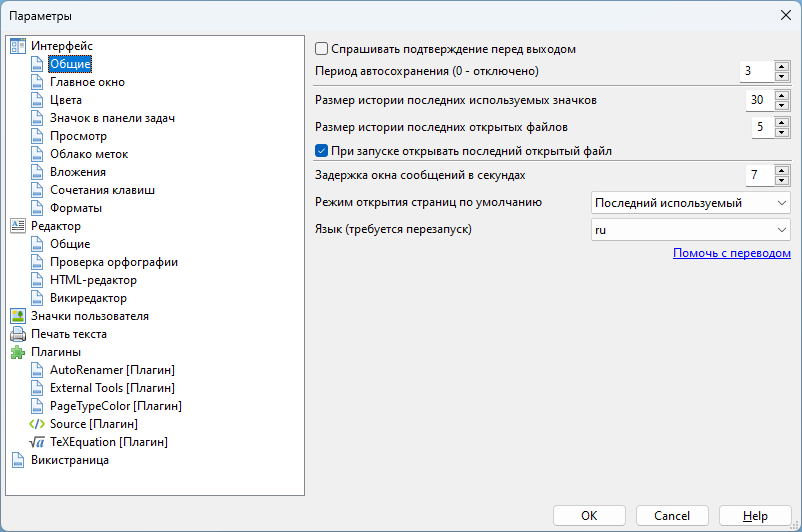 Параметры
Интерфейс
Общие
Главное окно
Цвета
Значок в панели задач
Просмотр
Облако меток
Вложения
Сочетания клавиш
Форматы
Редактор
Общие
Проверка орфографии
HTML-редактор
Викиредактор
Значки пользователя
Печать текста
Плагины
AutoRenamer [Плагин]
External Tools [Плагин]
PageTypeColor [Плагин]
Source [Плагин]
TeXEquation [Плагин]
Викистраница
Спрашивать подтверждение перед выходом
Период автосохранения (0 - отключено) 3
Размер истории последних используемых значков 30
Размер истории последних открытых файлов 5
При запуске открывать последний открытый файл
Задержка окна сообщений в секундах 7
Режим открытия страниц по умолчанию Последний используемый
Язык (требуется перезапуск) ru
Помочь с переводом
OK Cancel Help